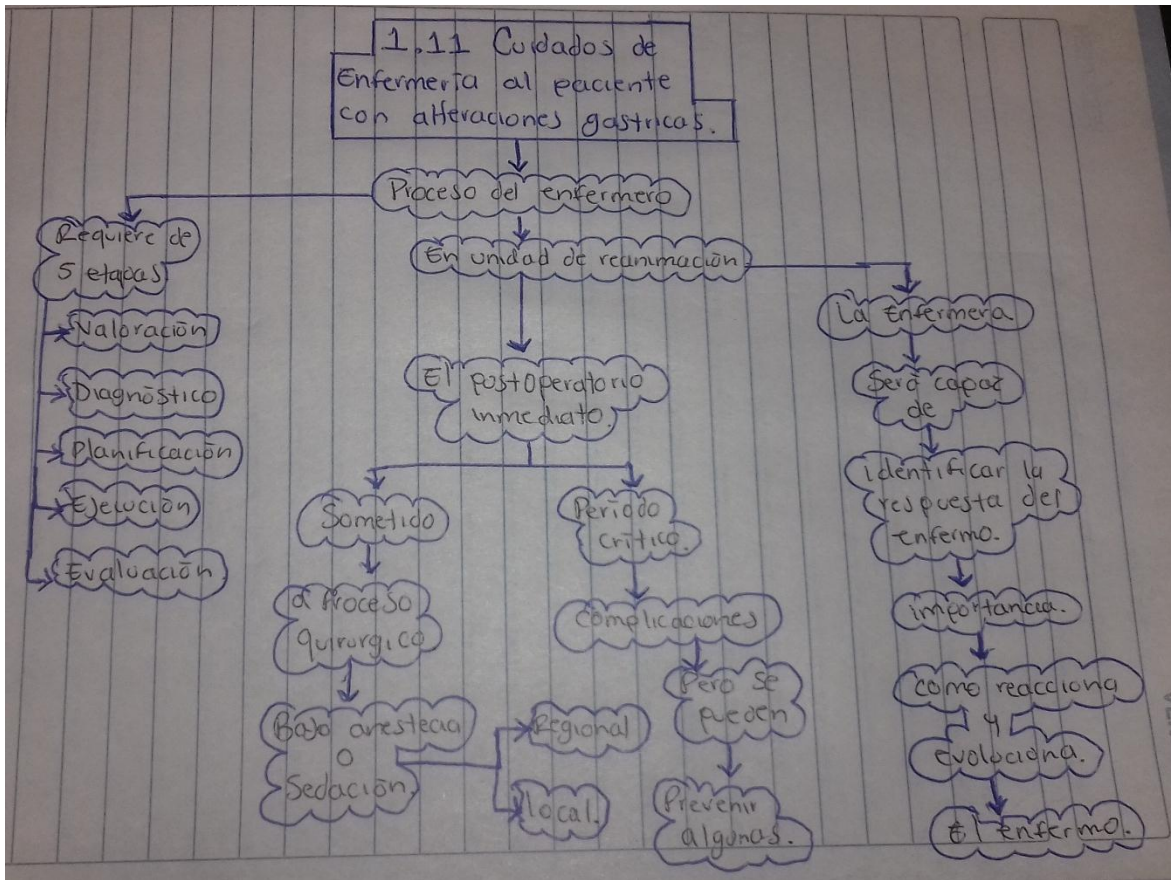 1.11 Cuidados de
Enfermería al paciente
con alteraciones gastricas.
Proceso del enfermero
Requiere de
5 etapas
Valoración
Diagnóstico
Planificación
Ejecución
Evaluación
En unidad de reanimación
El postOperatorio
inmediato.
Sometido
a Proceso
quirurgico
Bajo anestecia
o
Sedación
Regional
local.
Periodo
crítico.
Complicaciones
Pero se
pueden
Prevenir
algunas.
La Enfermera
Será capaz
de
identificar la
respuesta del
enfermo.
importancia.
como reacciona
y
evoluciona.
El enfermo.